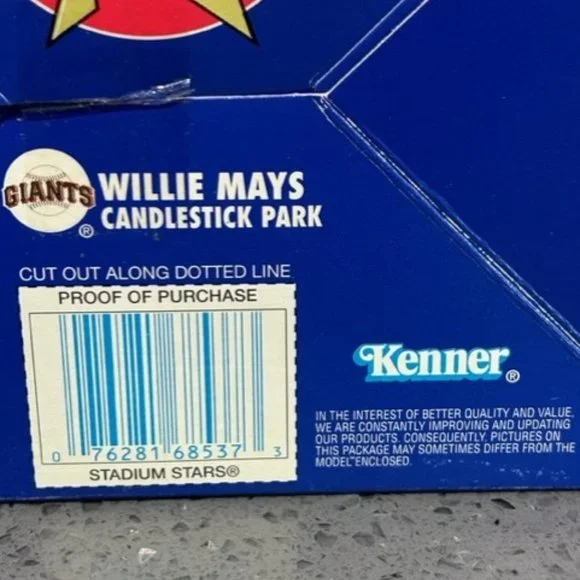 GIANTS
®
WILLIE MAYS
CANDLESTICK PARK
CUT OUT ALONG DOTTED LINE
PROOF OF PURCHASE
0 76281 68537 3
STADIUM STARS®
Kenner®
IN THE INTEREST OF BETTER QUALITY AND VALUE,
WE ARE CONSTANTLY IMPROVING AND UPDATING
OUR PRODUCTS. CONSEQUENTLY, PICTURES ON
THIS PACKAGE MAY SOMETIMES DIFFER FROM THE
MODEL ENCLOSED.